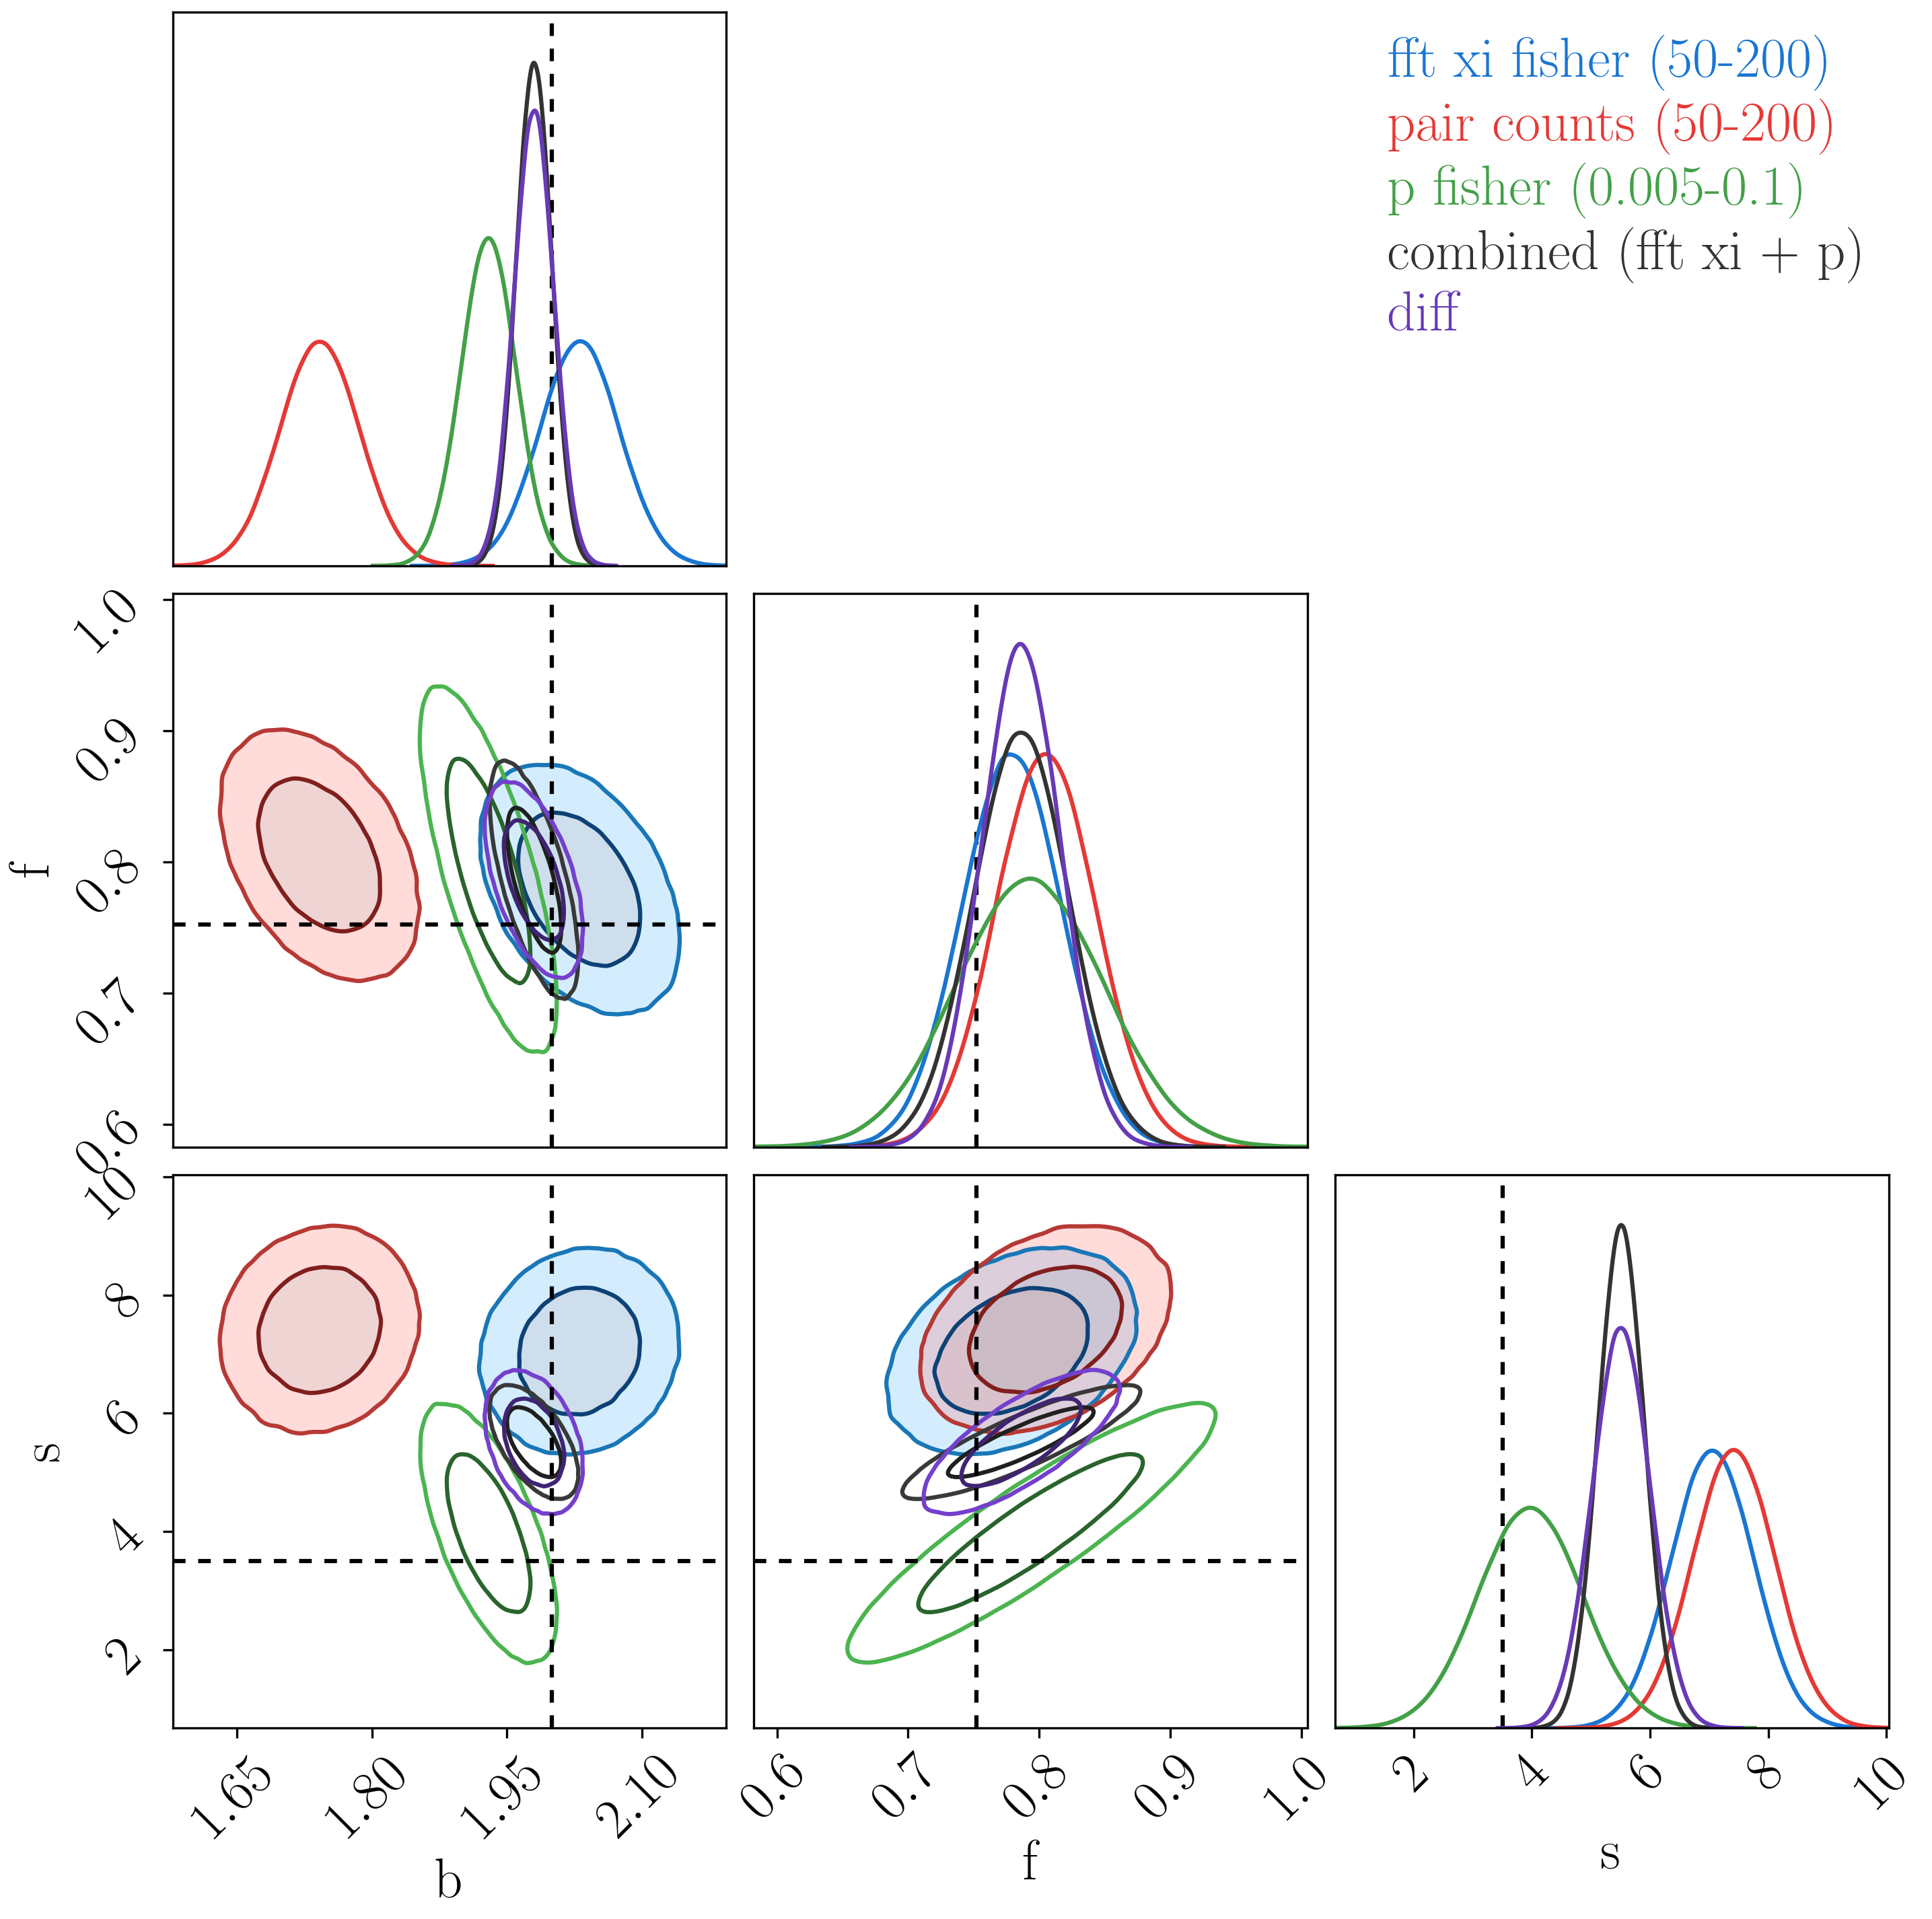 fft xi fisher (50-200)
pair counts (50-200)
p fisher (0.005-0.1)
combined (fft xi + p)
diff
1.0
0.9
0.8
0.7
0.6
f
10
8
6
4
2
s
1.65
1.80
1.95
2.10
b
0.6
0.7
0.8
0.9
1.0
f
2
4
6
8
10
s